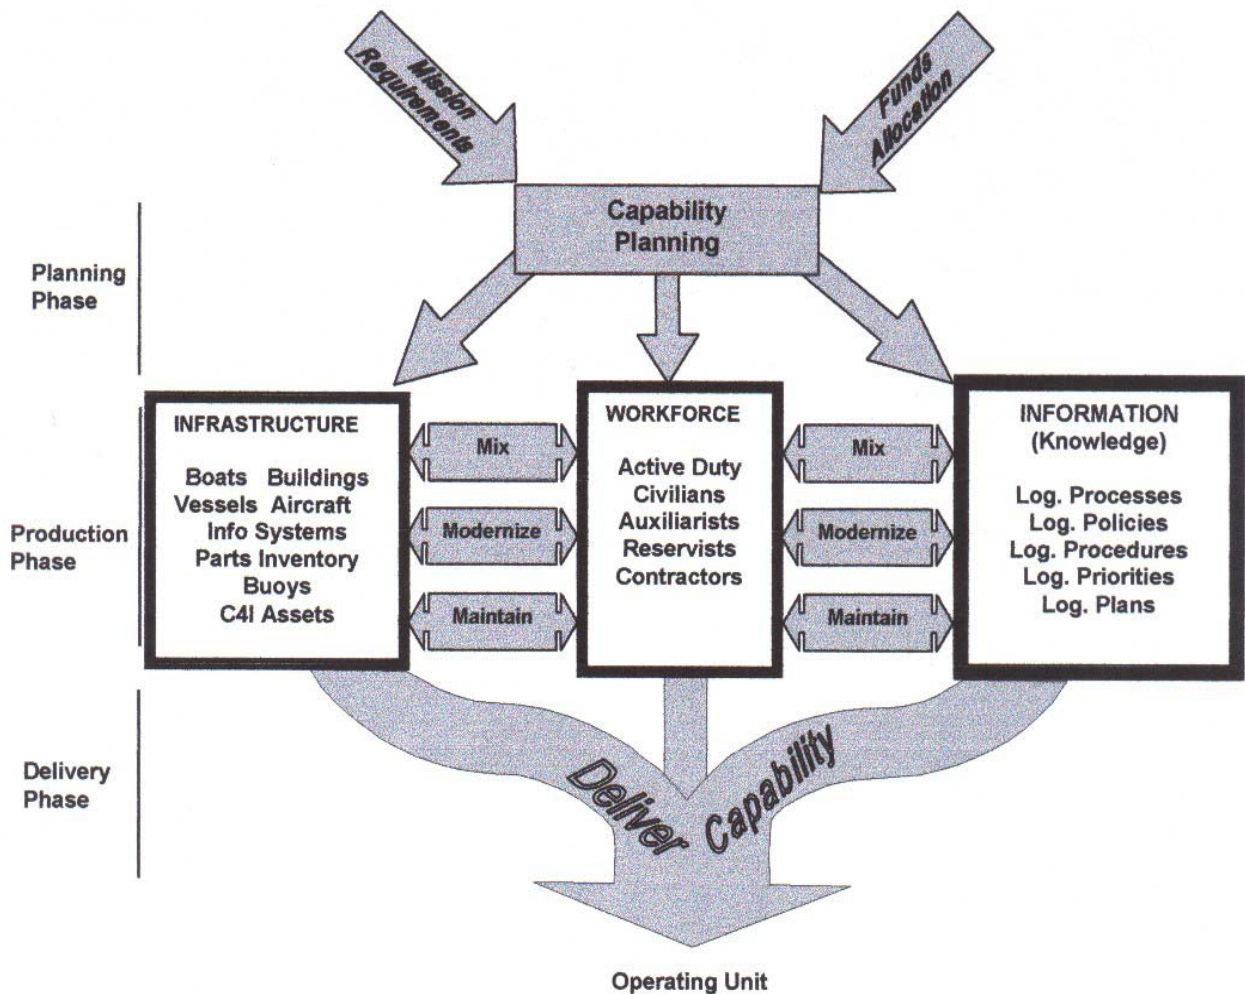 Mission
Requirements
Funds
Allocation
Capability
Planning
Planning
Phase
INFRASTRUCTURE
Boats Buildings
Vessels Aircraft
Info Systems
Parts Inventory
Buoys
C4I Assets
Mix
Modernize
Maintain
WORKFORCE
Active Duty
Civilians
Auxiliarists
Reservists
Contractors
Mix
Modernize
Maintain
INFORMATION
(Knowledge)
Log. Processes
Log. Policies
Log. Procedures
Log. Priorities
Log. Plans
Production
Phase
Delivery
Phase
Deliver Capability
Operating Unit